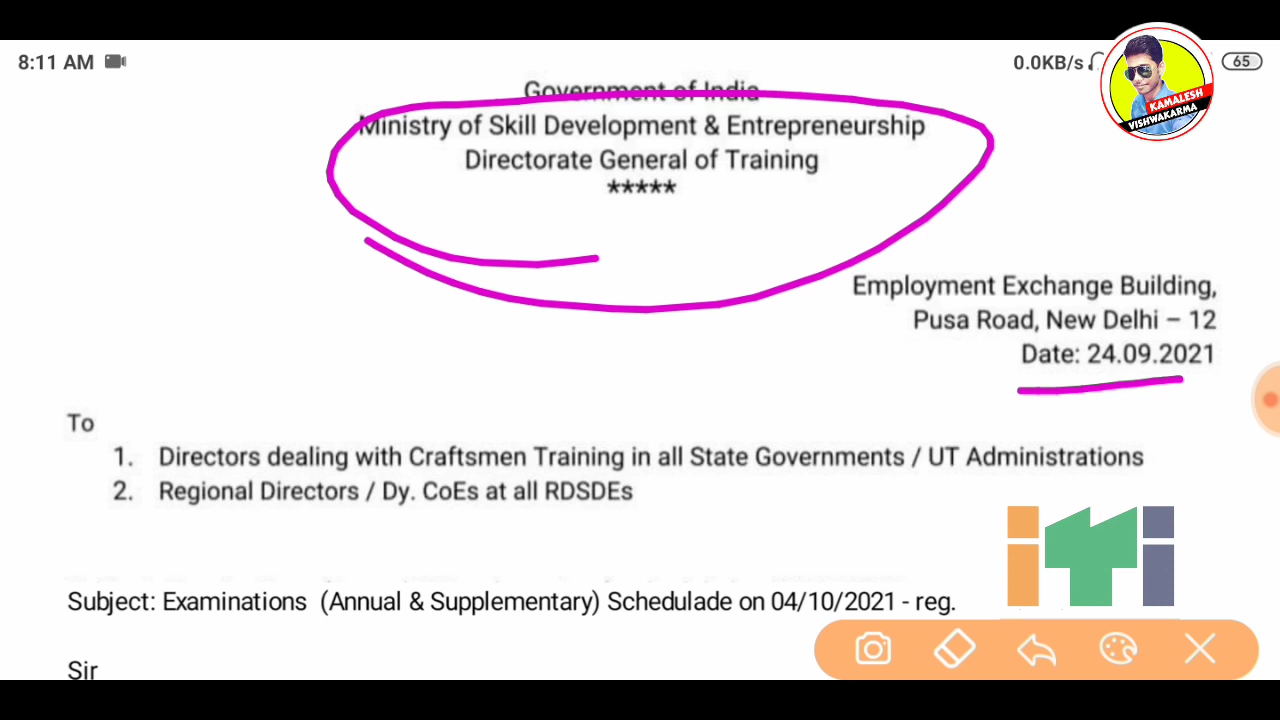 8:11 AM
0.0KB/s
65
KAMALESH
VISHWAKARMA
Government of India
Ministry of Skill Development & Entrepreneurship
Directorate General of Training
*****
Employment Exchange Building,
Pusa Road, New Delhi – 12
Date: 24.09.2021
To
1. Directors dealing with Craftsmen Training in all State Governments / UT Administrations
2. Regional Directors / Dy. CoEs at all RDSDEs
iTi
Subject: Examinations (Annual & Supplementary) Schedulade on 04/10/2021 - reg.
Sir